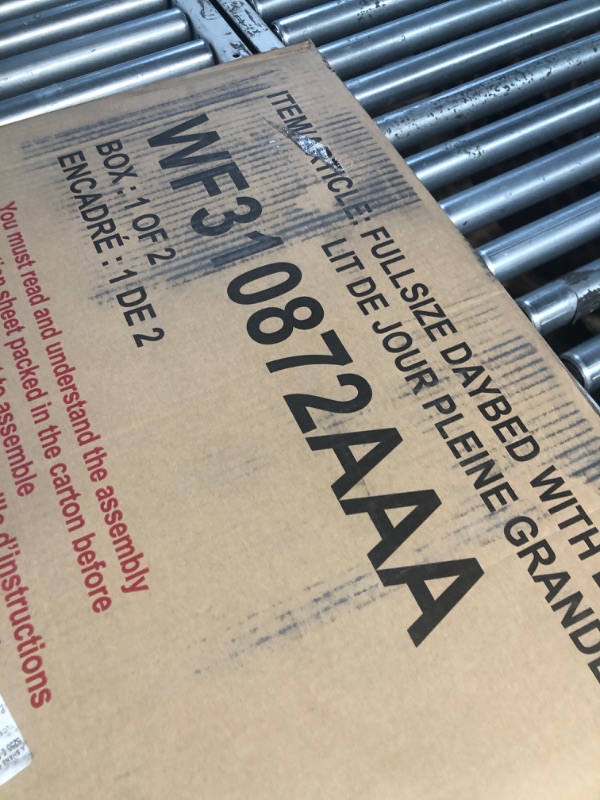 ITEM/ARTICLE: FULLSIZE DAYBED WITH
LIT DE JOUR PLEINE GRANDE
WF310872AAA
BOX : 1 OF 2
ENCADRÉ : 1 DE 2
You must read and understand the assembly
sheet packed in the carton before
to assemble
d'instructions